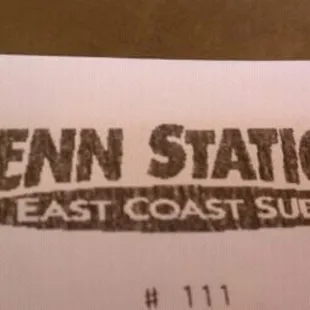 ENN STATIO
EAST COAST SUB
# 111